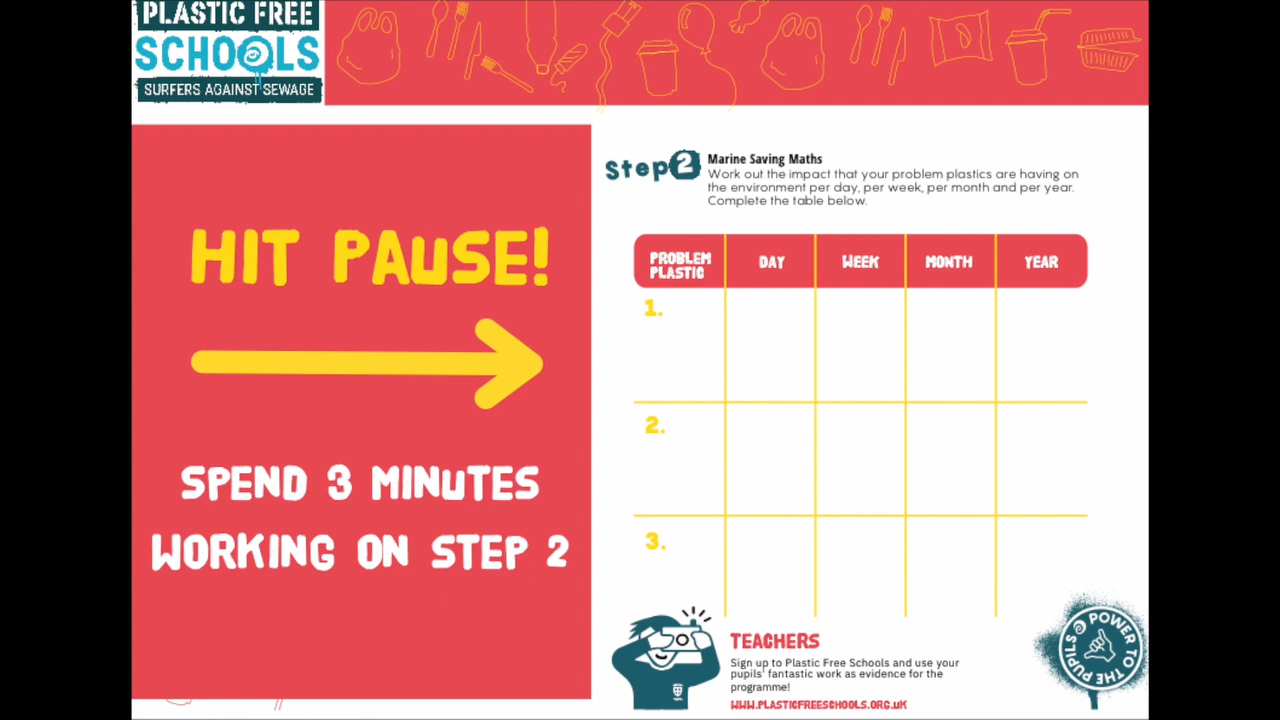 PLASTIC FREE
SCHOOLS
SURFERS AGAINST SEWAGE
HIT PAUSE!
SPEND 3 MINUTES
WORKING ON STEP 2
Step 2
Marine Saving Maths
Work out the impact that your problem plastics are having on
the environment per day, per week, per month and per year.
Complete the table below.
PROBLEM
PLASTIC
DAY
WEEK
MONTH
YEAR
1.
2.
3.
TEACHERS
Sign up to Plastic Free Schools and use your
pupils' fantastic work as evidence for the
programme!
WWW.PLASTICFREESCHOOLS.ORG.UK
POWER TO THE PUPILS